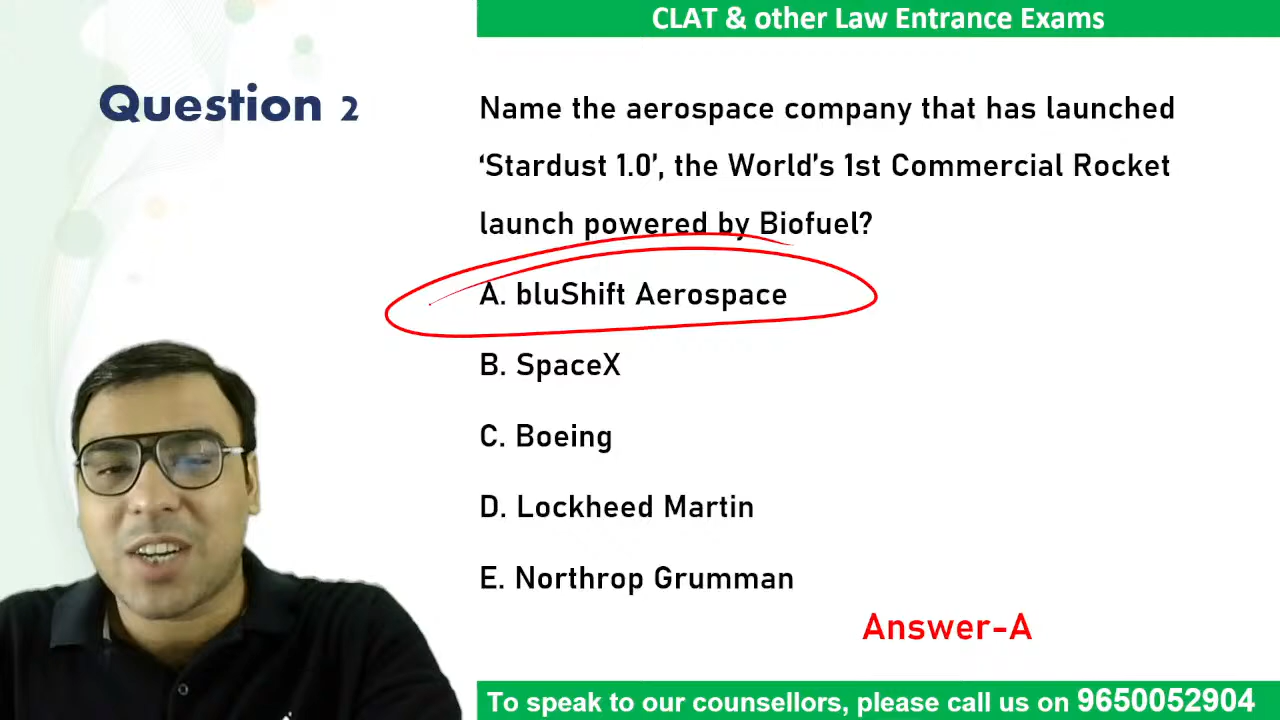 CLAT & other Law Entrance Exams
Question 2
Name the aerospace company that has launched
‘Stardust 1.0’, the World’s 1st Commercial Rocket
launch powered by Biofuel?
A. bluShift Aerospace
B. SpaceX
C. Boeing
D. Lockheed Martin
E. Northrop Grumman
Answer-A
To speak to our counsellors, please call us on 9650052904